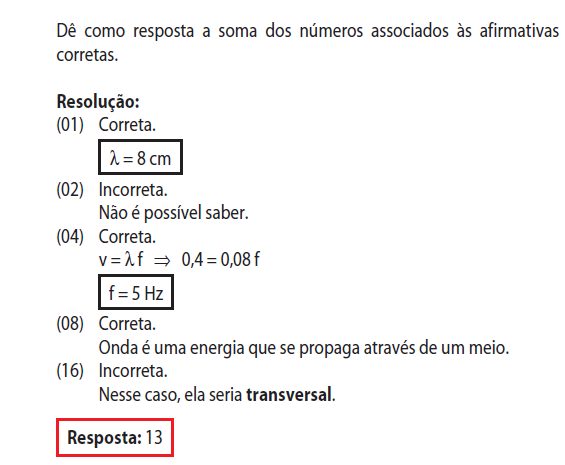 Dê como resposta a soma dos números associados às afirmativas
corretas.
Resolução:
(01) Correta.
λ = 8 cm
(02) Incorreta.
Não é possível saber.
(04) Correta.
v = λ f ⇒ 0,4 = 0,08 f
f = 5 Hz
(08) Correta.
Onda é uma energia que se propaga através de um meio.
(16) Incorreta.
Nesse caso, ela seria transversal.
Resposta: 13